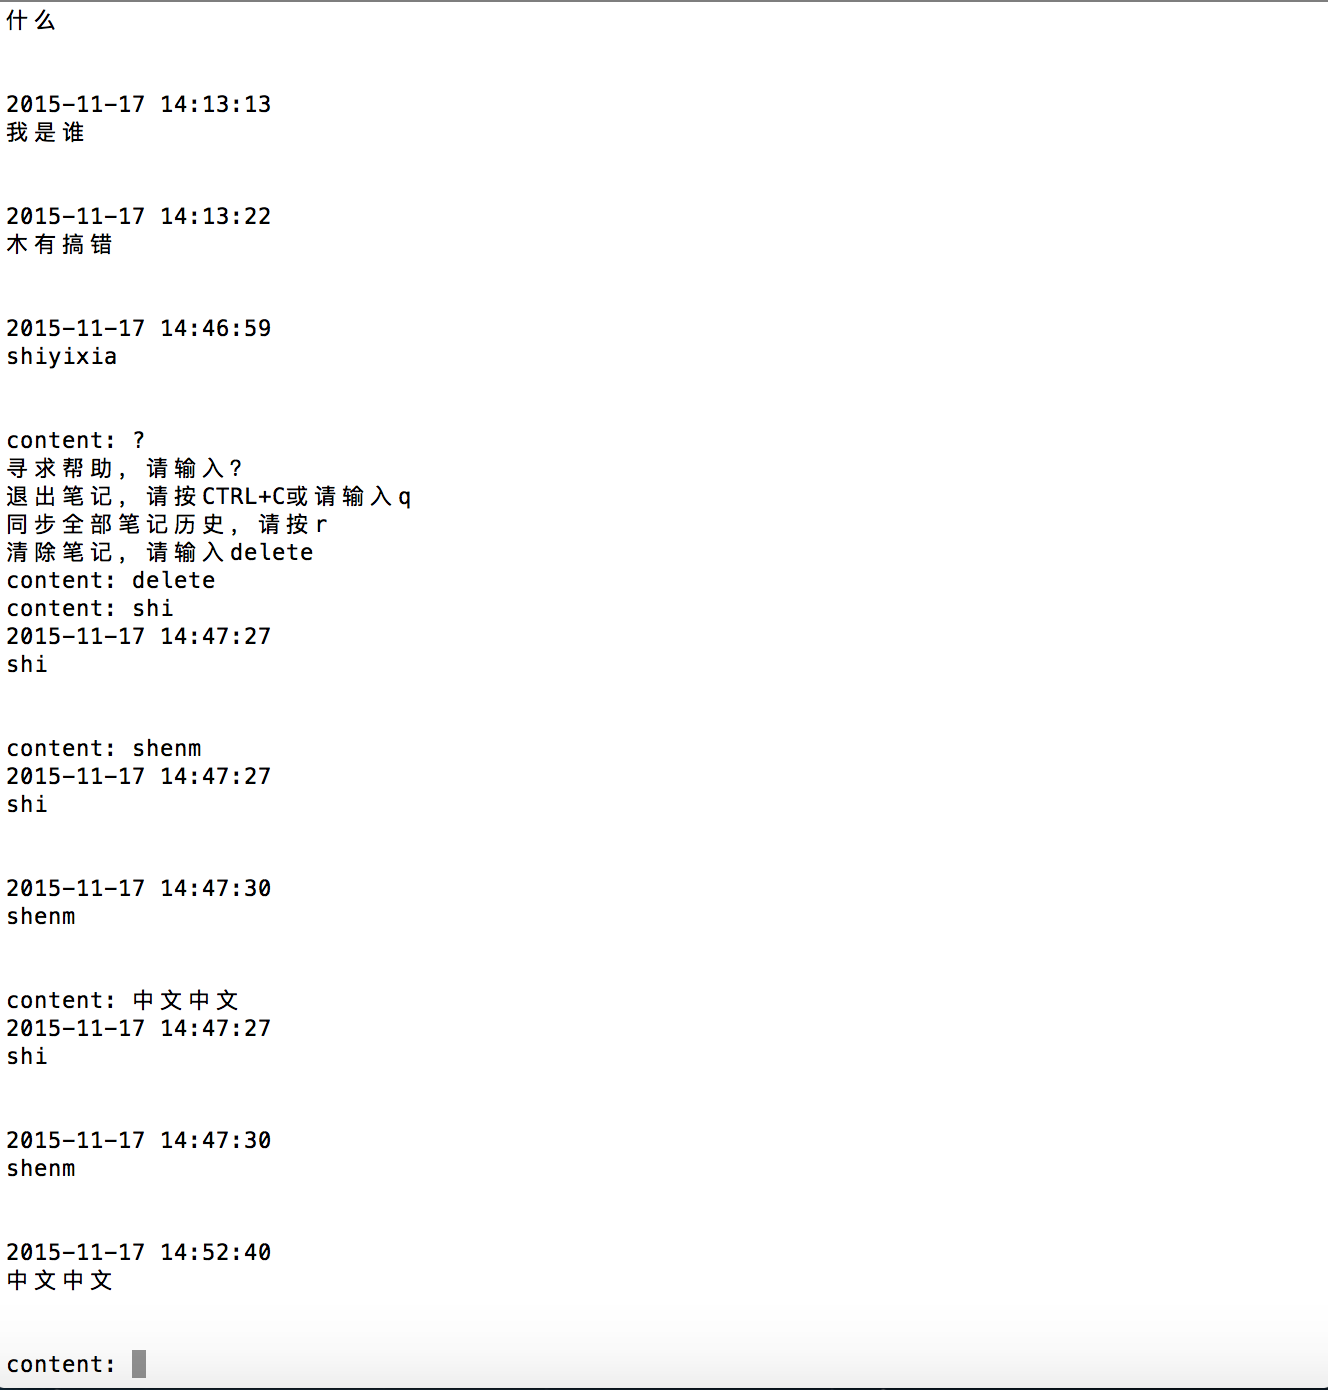 什么
2015-11-17 14:13:13
我是谁
2015-11-17 14:13:22
木有搞错
2015-11-17 14:46:59
shiyixia
content: ?
寻求帮助, 请输入?
退出笔记, 请按CTRL+C或请输入q
同步全部笔记历史, 请按r
清除笔记, 请输入delete
content: delete
content: shi
2015-11-17 14:47:27
shi
content: shenm
2015-11-17 14:47:27
shi
2015-11-17 14:47:30
shenm
content: 中文中文
2015-11-17 14:47:27
shi
2015-11-17 14:47:30
shenm
2015-11-17 14:52:40
中文中文
content: